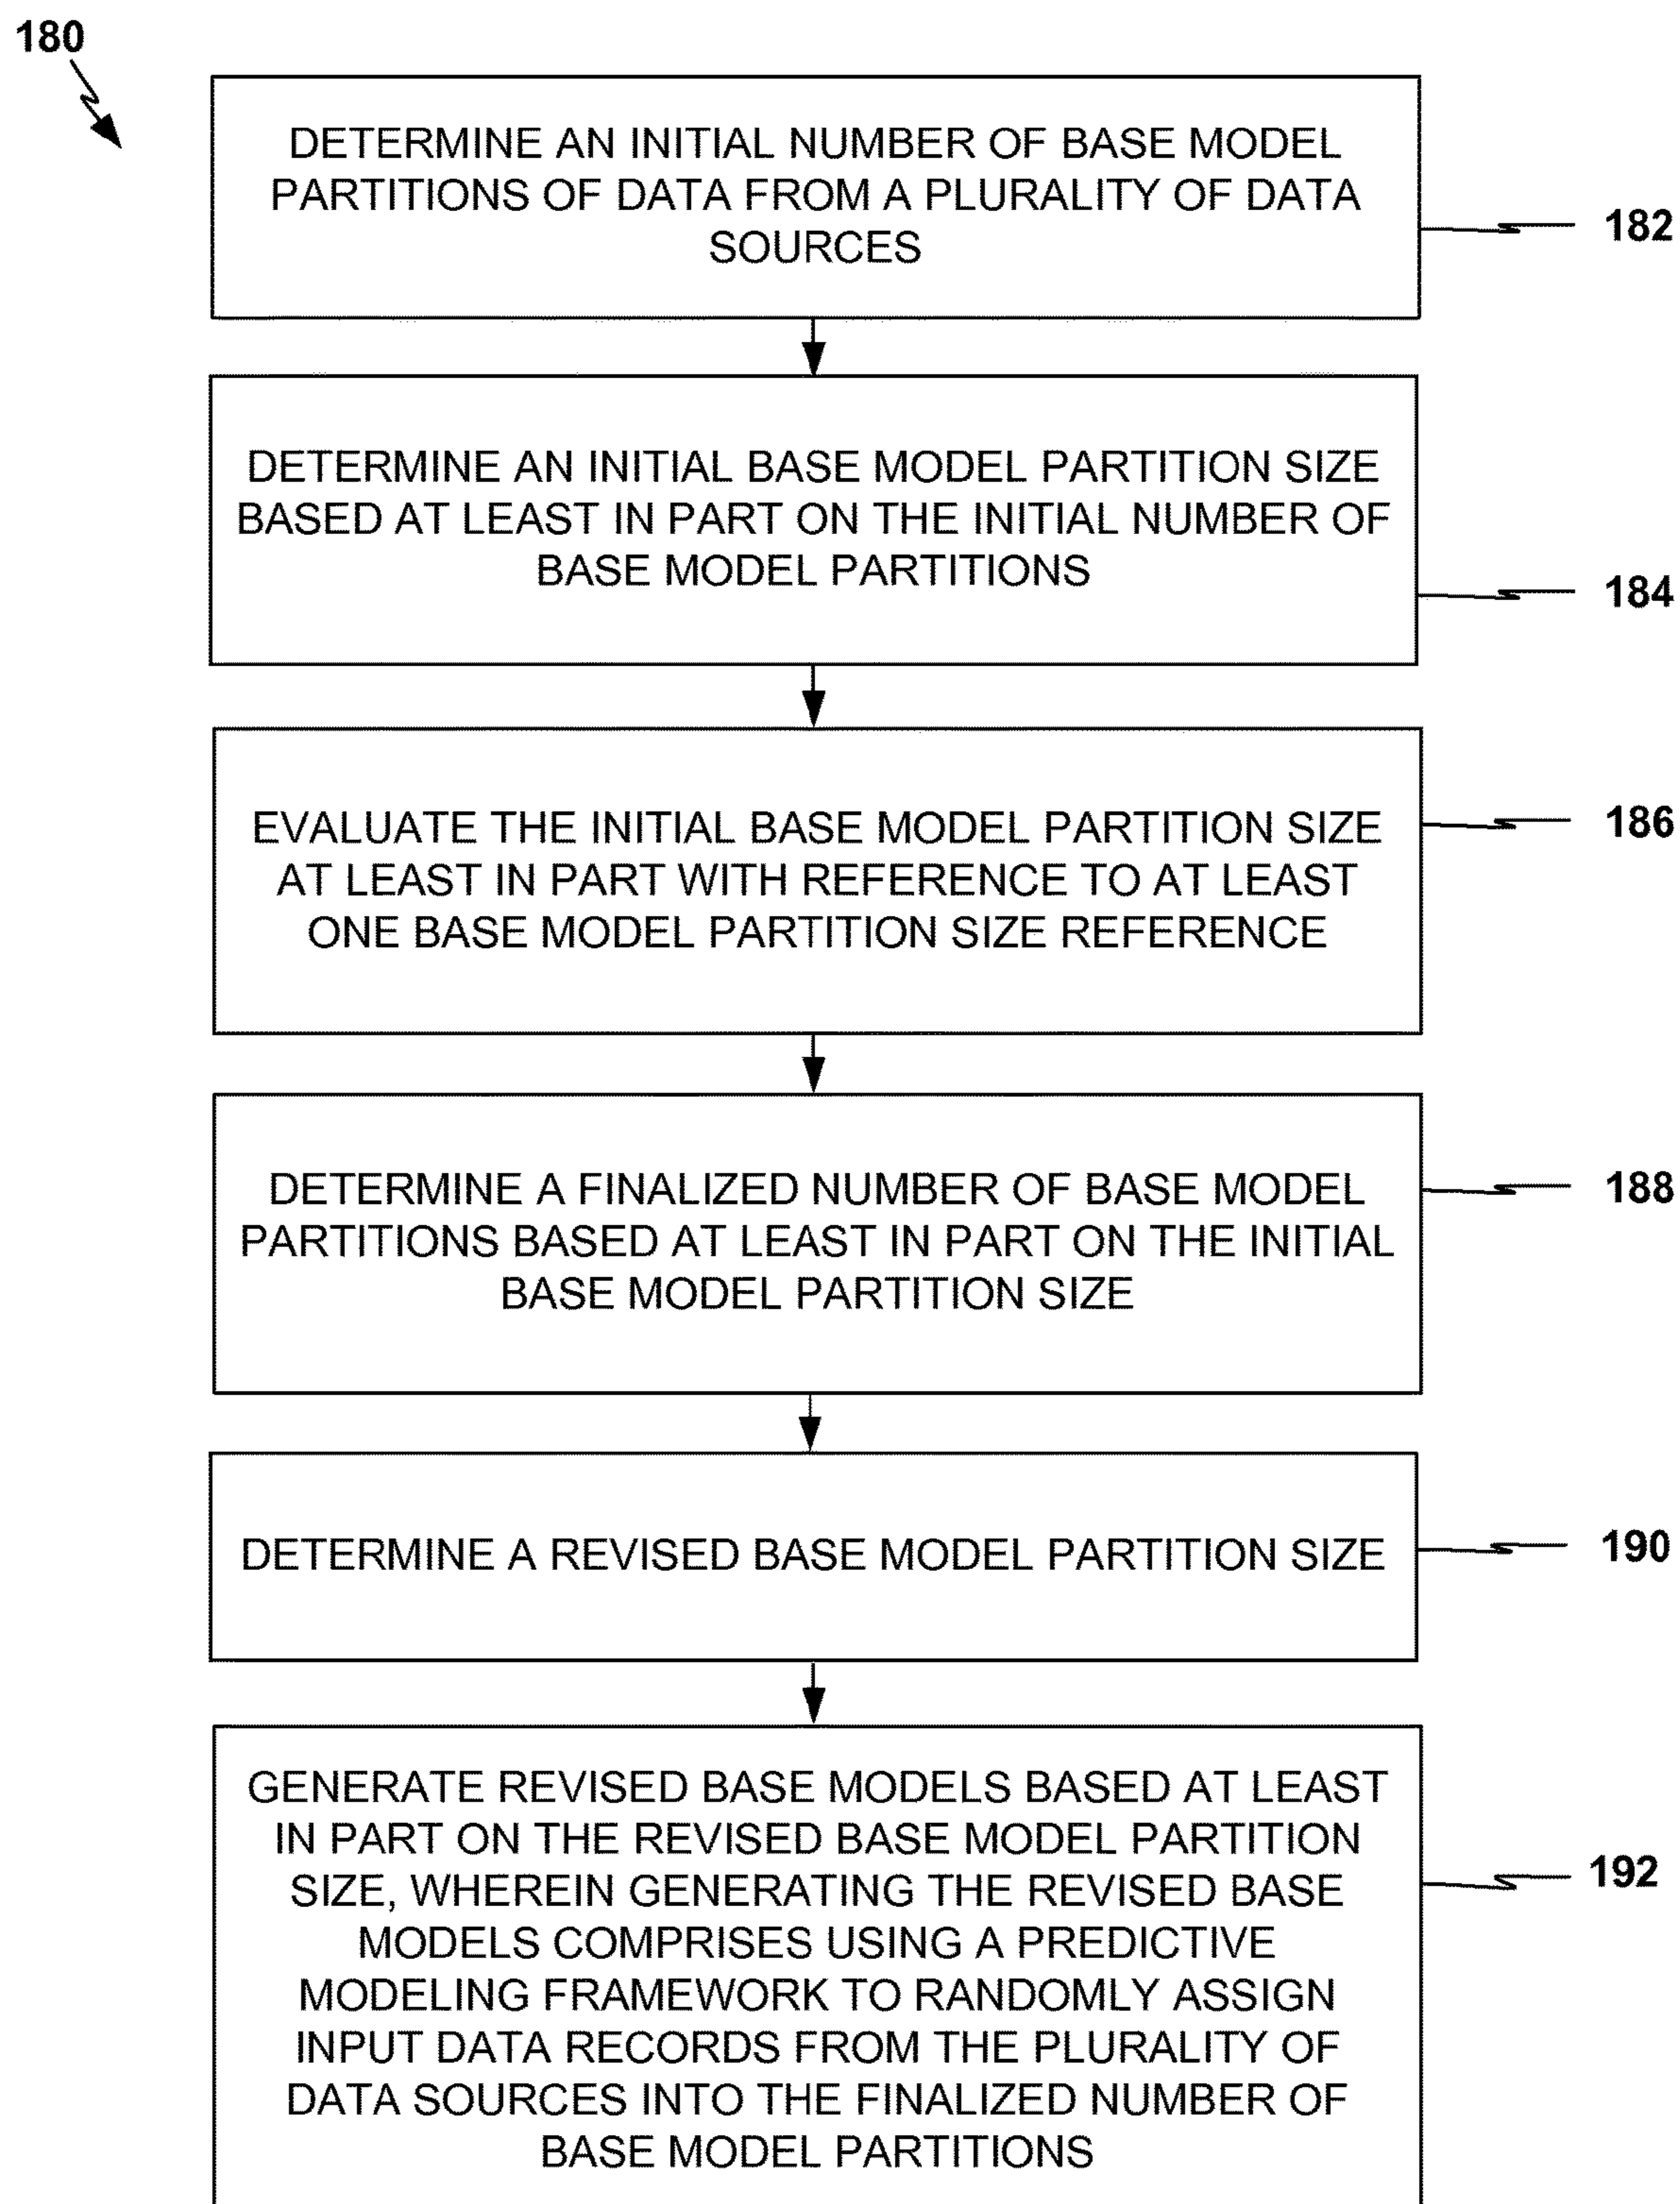 180
DETERMINE AN INITIAL NUMBER OF BASE MODEL
PARTITIONS OF DATA FROM A PLURALITY OF DATA
SOURCES
182
DETERMINE AN INITIAL BASE MODEL PARTITION SIZE
BASED AT LEAST IN PART ON THE INITIAL NUMBER OF
BASE MODEL PARTITIONS
184
EVALUATE THE INITIAL BASE MODEL PARTITION SIZE
AT LEAST IN PART WITH REFERENCE TO AT LEAST
ONE BASE MODEL PARTITION SIZE REFERENCE
186
DETERMINE A FINALIZED NUMBER OF BASE MODEL
PARTITIONS BASED AT LEAST IN PART ON THE INITIAL
BASE MODEL PARTITION SIZE
188
DETERMINE A REVISED BASE MODEL PARTITION SIZE
190
GENERATE REVISED BASE MODELS BASED AT LEAST
IN PART ON THE REVISED BASE MODEL PARTITION
SIZE, WHEREIN GENERATING THE REVISED BASE
MODELS COMPRISES USING A PREDICTIVE
MODELING FRAMEWORK TO RANDOMLY ASSIGN
INPUT DATA RECORDS FROM THE PLURALITY OF
DATA SOURCES INTO THE FINALIZED NUMBER OF
BASE MODEL PARTITIONS
192